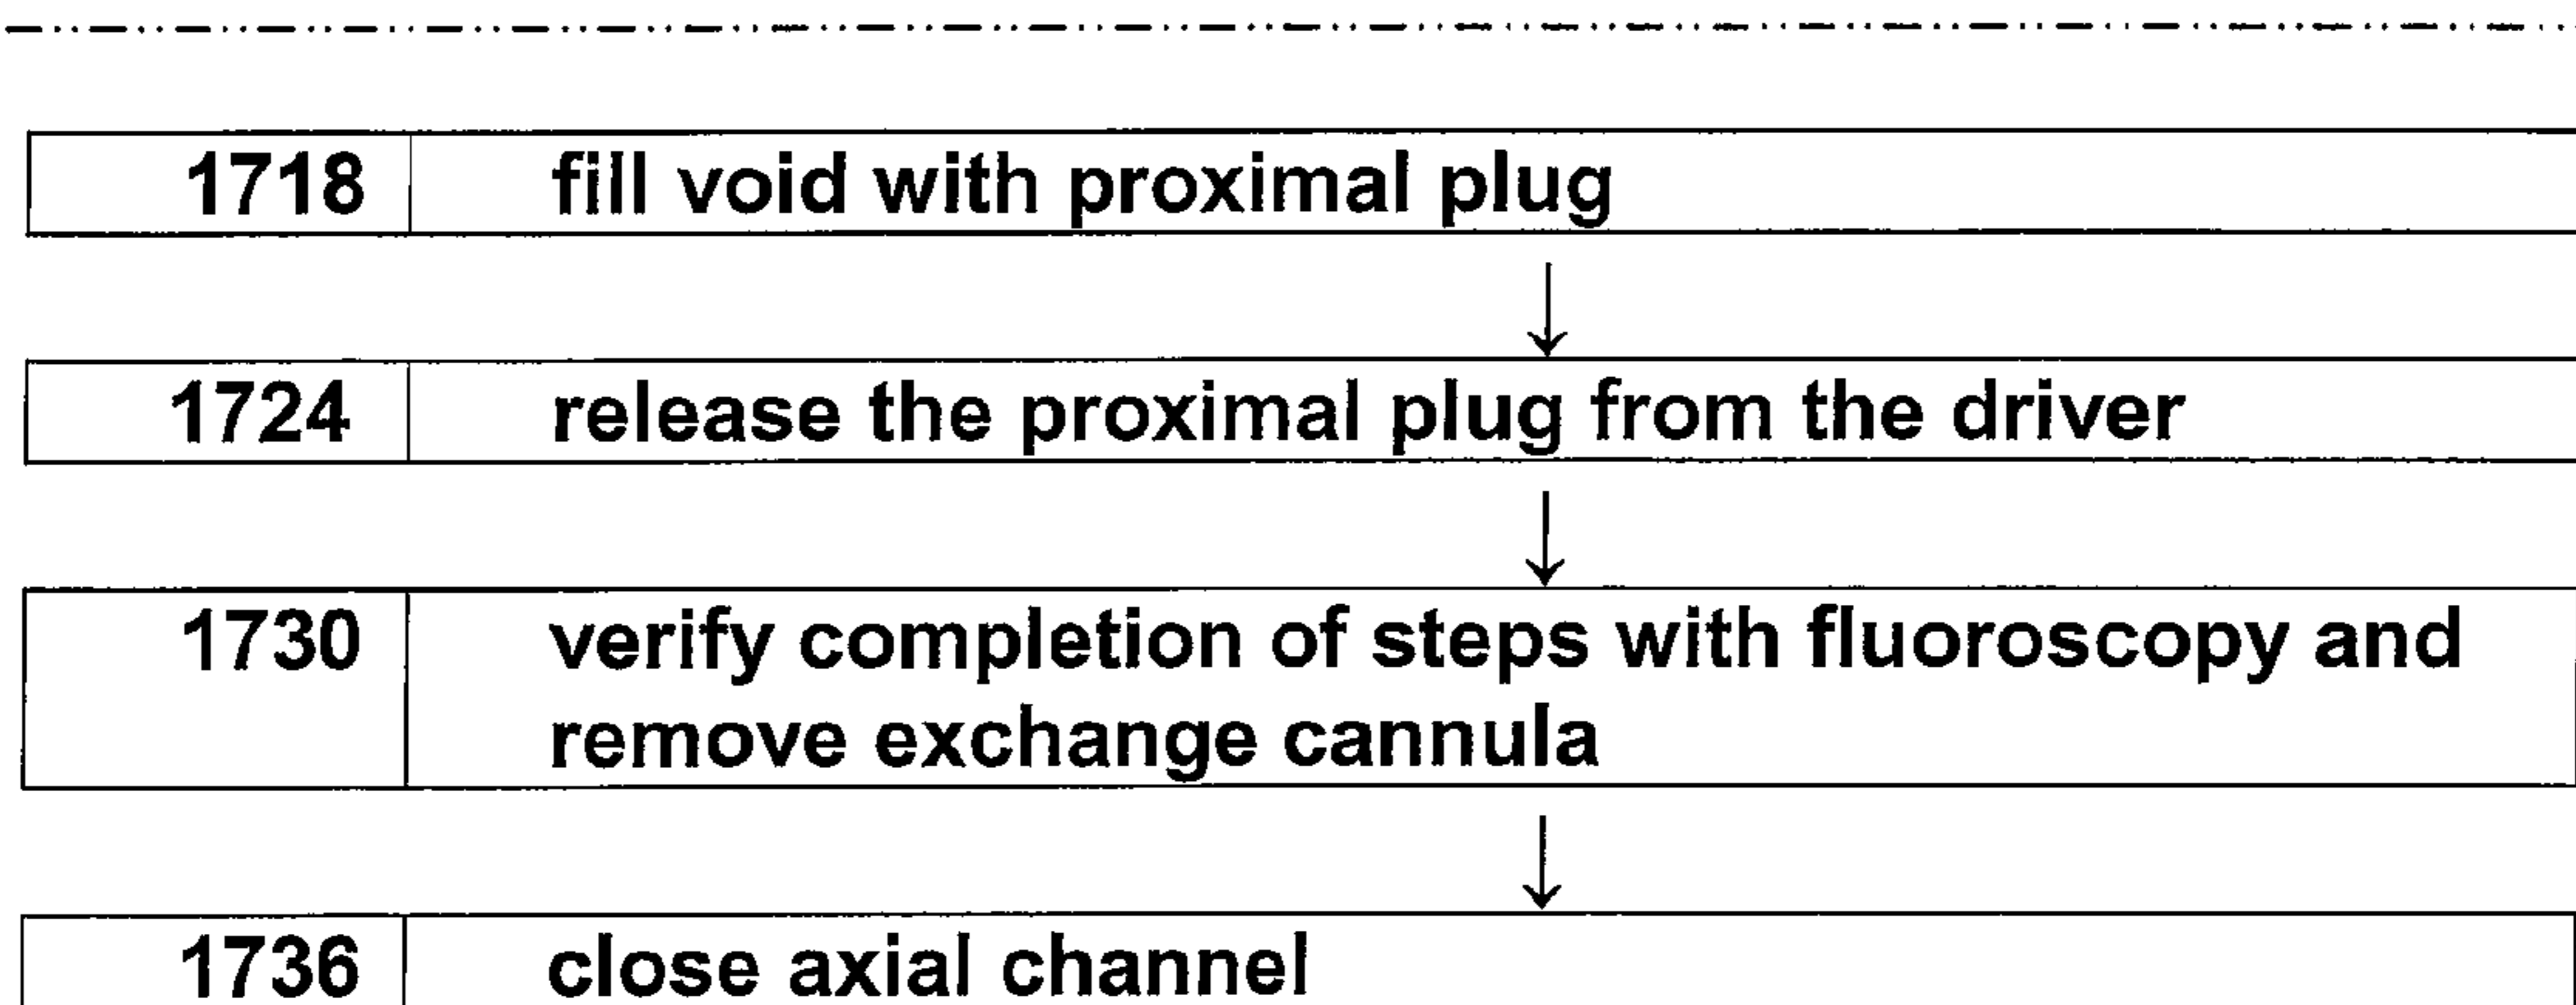 1718 fill void with proximal plug
1724 release the proximal plug from the driver
1730 verify completion of steps with fluoroscopy and
remove exchange cannula
1736 close axial channel